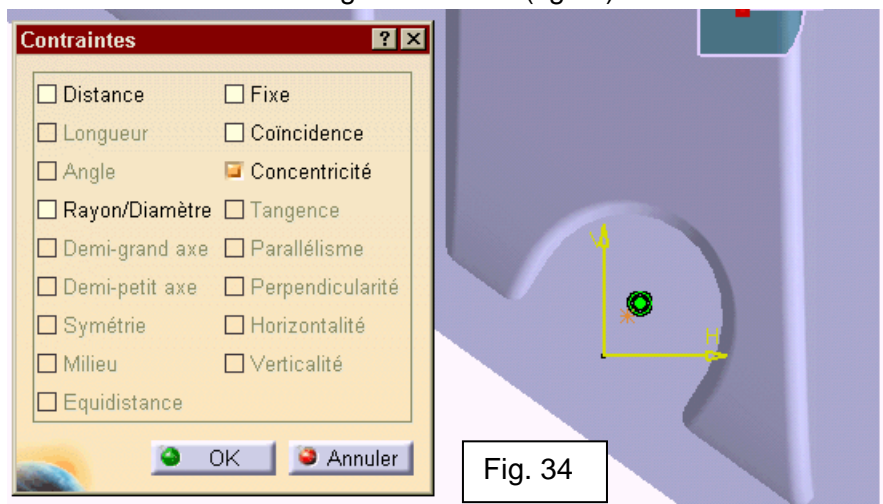 Contraintes
Distance
Fixe
Longueur
Coïncidence
Angle
Concentricité
Rayon/Diamètre
Tangence
Demi-grand axe
Parallélisme
Demi-petit axe
Perpendicularité
Symétrie
Horizontalité
Milieu
Verticalité
Equidistance
OK
Annuler
V
H
Fig. 34